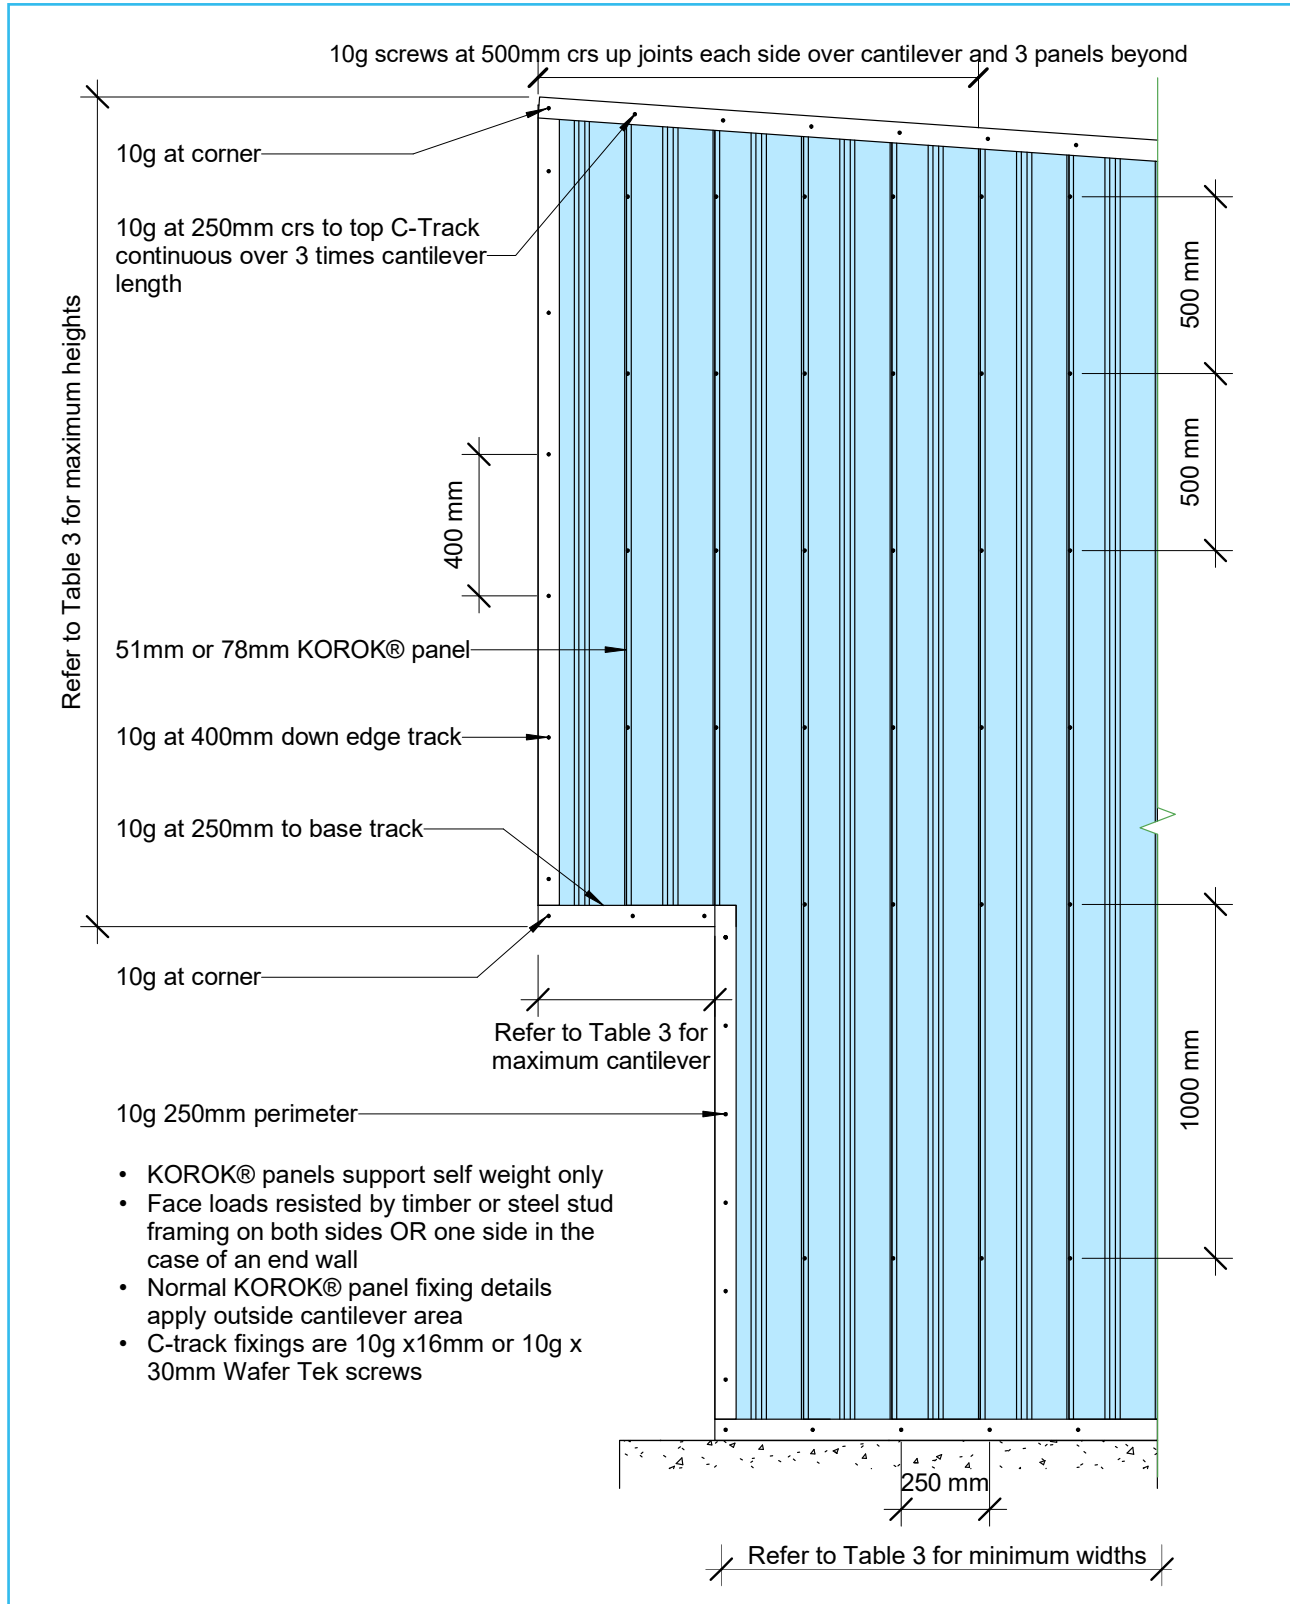 10g screws at 500mm crs up joints each side over cantilever and 3 panels beyond
10g at corner
10g at 250mm crs to top C-Track
continuous over 3 times cantilever
length
Refer to Table 3 for maximum heights
500 mm
500 mm
400 mm
51mm or 78mm KOROK® panel
10g at 400mm down edge track
10g at 250mm to base track
10g at corner
Refer to Table 3 for
maximum cantilever
1000 mm
10g 250mm perimeter
• KOROK® panels support self weight only
• Face loads resisted by timber or steel stud
framing on both sides OR one side in the
case of an end wall
• Normal KOROK® panel fixing details
apply outside cantilever area
• C-track fixings are 10g x16mm or 10g x
30mm Wafer Tek screws
250 mm
Refer to Table 3 for minimum widths